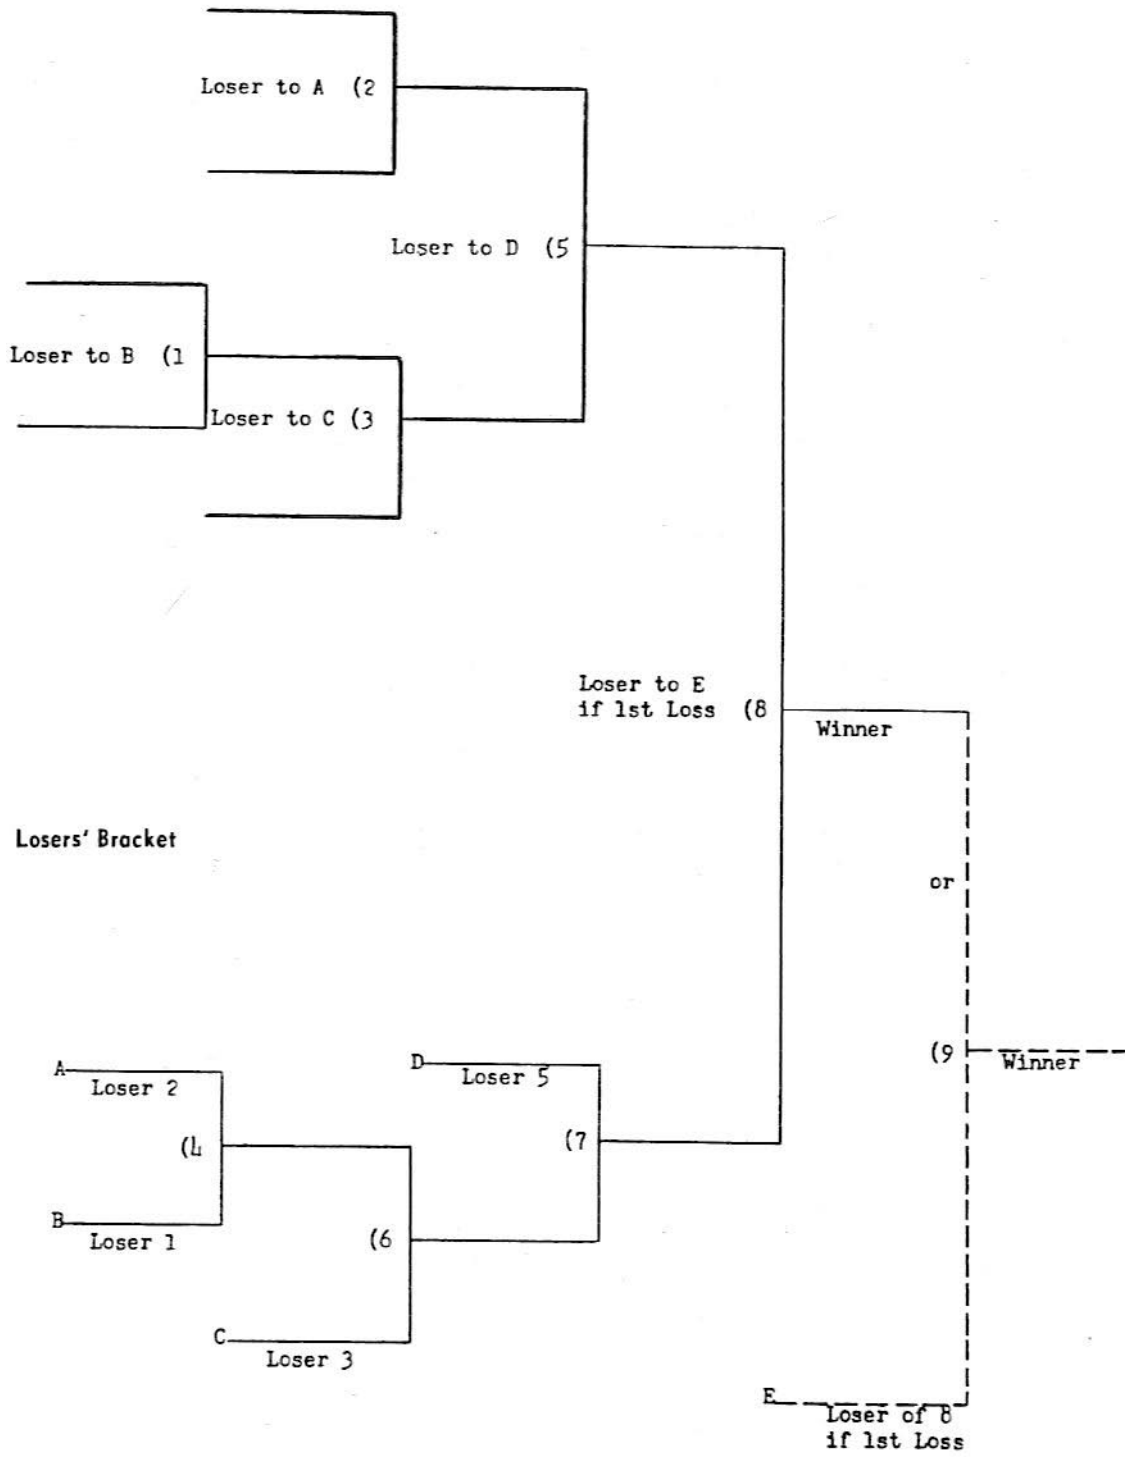 Loser to A (2
Loser to D (5
Loser to B (1
Loser to C (3
Loser to E
if 1st Loss (8
Winner
Losers' Bracket
or
(9
Winner
A
Loser 2
D
Loser 5
(4
(7
B
Loser 1
(6
C
Loser 3
E
Loser of 8
if 1st Loss